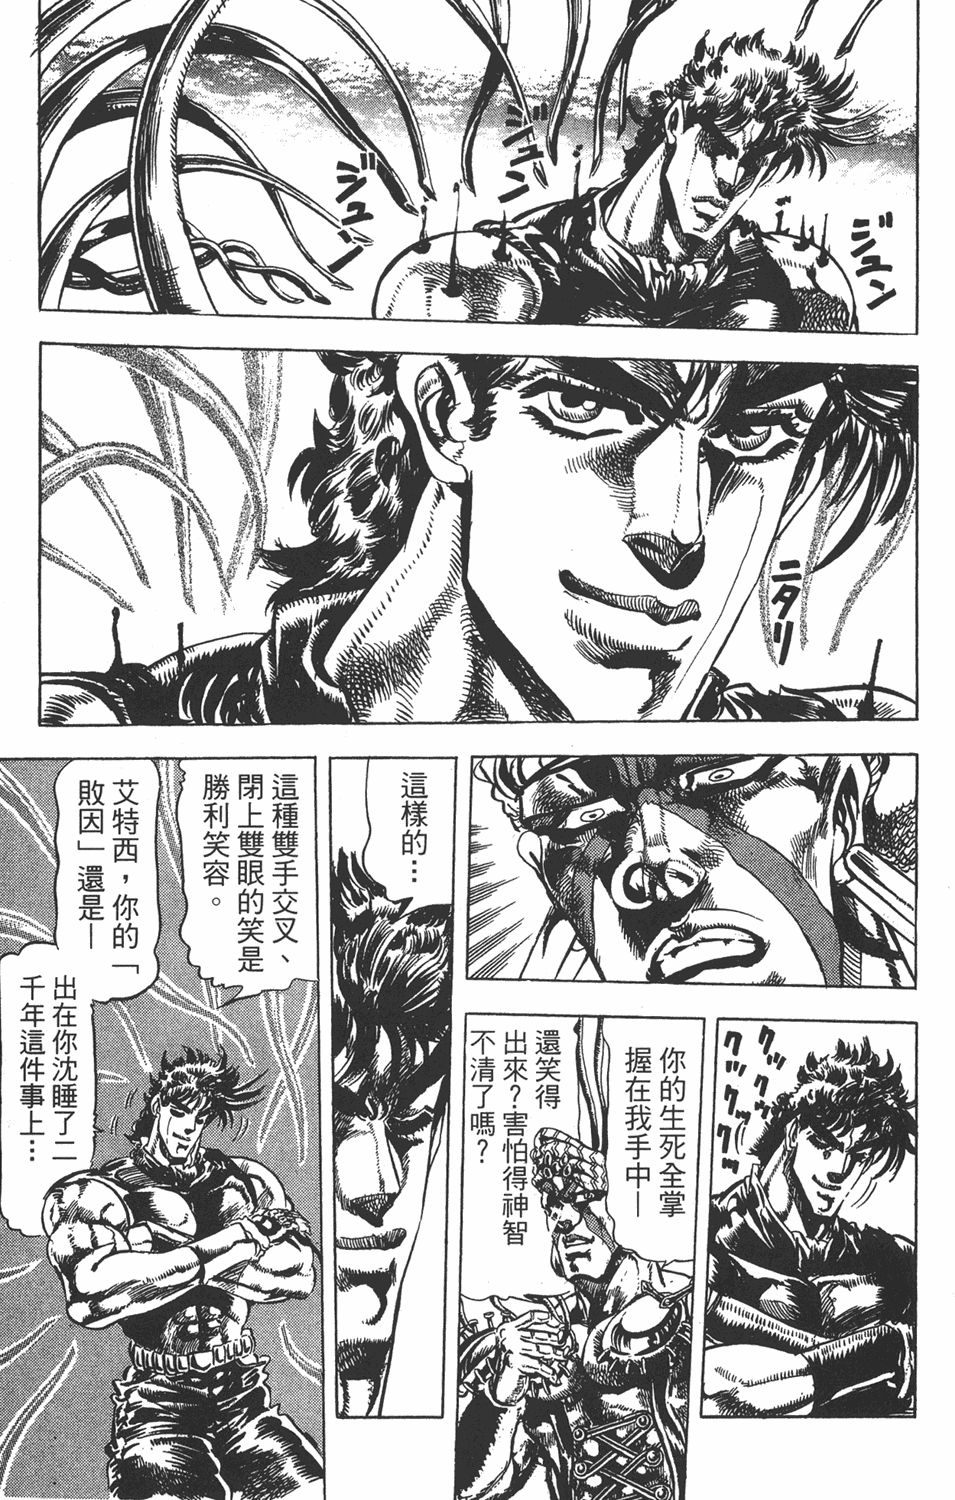 ジュン
ジュン
ジュン
ニタリ
クックッ
クックッ
你的生死全掌
握在我手中—
還笑得
出來？害怕得神智
不清了嗎？
這樣的…
這種雙手交叉、
閉上雙眼的笑是
勝利笑容。
艾特西，你的「
敗因」還是—
出在你沈睡了二
千年這件事上…